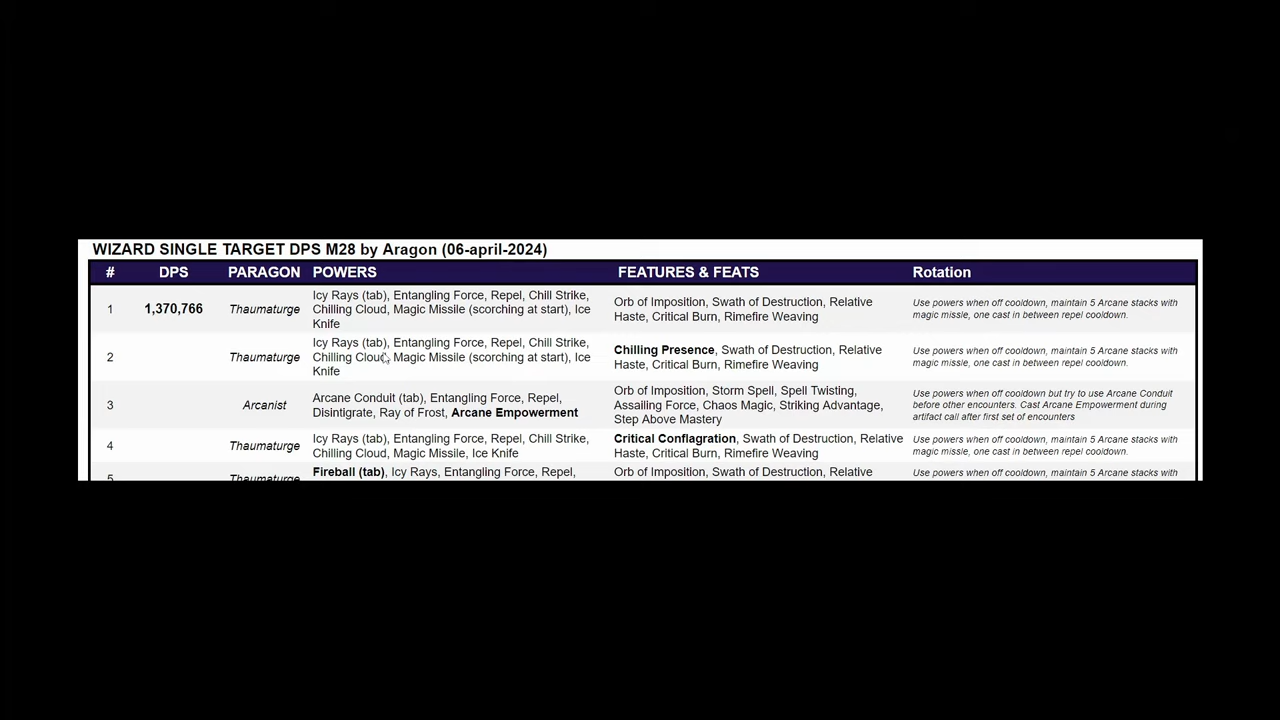 WIZARD SINGLE TARGET DPS M28 by Aragon (06-april-2024)
# DPS PARAGON POWERS FEATURES & FEATS Rotation
1 1,370,766 Thaumaturge
Icy Rays (tab), Entangling Force, Repel, Chill Strike,
Chilling Cloud, Magic Missile (scorching at start), Ice
Knife
Orb of Imposition, Swath of Destruction, Relative
Haste, Critical Burn, Rimefire Weaving
Use powers when off cooldown, maintain 5 Arcane stacks with
magic missle, one cast in between repel cooldown.
2 Thaumaturge
Icy Rays (tab), Entangling Force, Repel, Chill Strike,
Chilling Cloud, Magic Missile (scorching at start), Ice
Knife
Chilling Presence, Swath of Destruction, Relative
Haste, Critical Burn, Rimefire Weaving
Use powers when off cooldown, maintain 5 Arcane stacks with
magic missle, one cast in between repel cooldown.
3 Arcanist
Arcane Conduit (tab), Entangling Force, Repel,
Disintigrate, Ray of Frost, Arcane Empowerment
Orb of Imposition, Storm Spell, Spell Twisting,
Assailing Force, Chaos Magic, Striking Advantage,
Step Above Mastery
Use powers when off cooldown but try to use Arcane Conduit
before other encounters. Cast Arcane Empowerment during
artifact call after first set of encounters
4 Thaumaturge
Icy Rays (tab), Entangling Force, Repel, Chill Strike,
Chilling Cloud, Magic Missile, Ice Knife
Critical Conflagration, Swath of Destruction, Relative
Haste, Critical Burn, Rimefire Weaving
Use powers when off cooldown, maintain 5 Arcane stacks with
magic missle, one cast in between repel cooldown.
5 Thaumaturge
Fireball (tab), Icy Rays, Entangling Force, Repel,
Orb of Imposition, Swath of Destruction, Relative
Use powers when off cooldown, maintain 5 Arcane stacks with